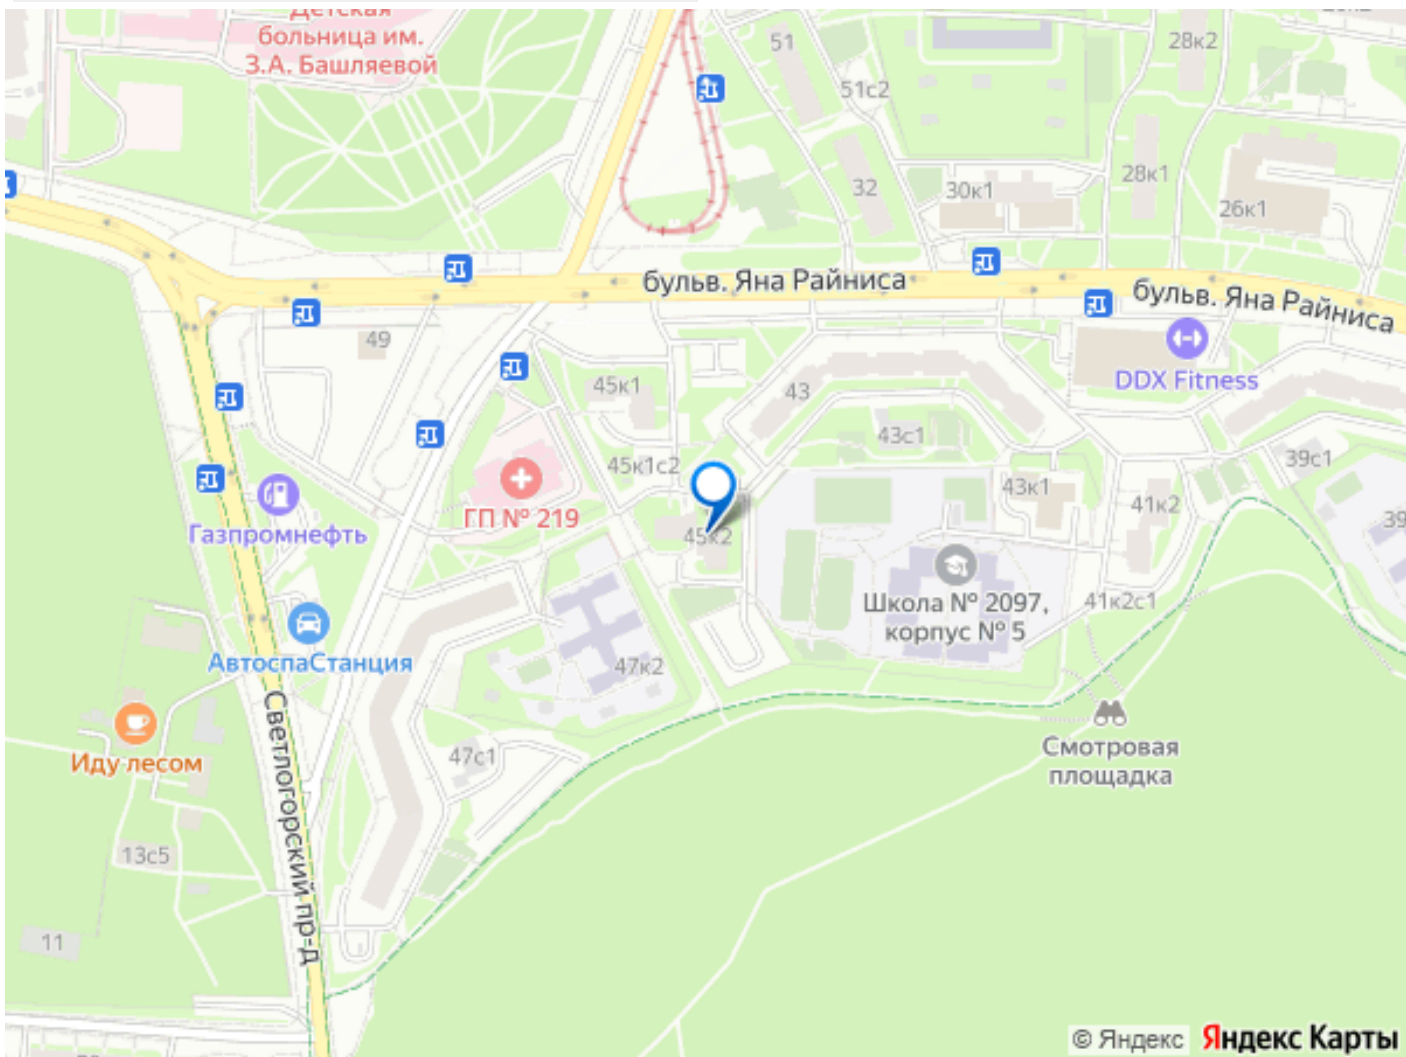 Детская
больница им.
З.А. Башляевой
51
28к2
51с2
32
30к1
28к1
26к1
бульв. Яна Райниса
бульв. Яна Райниса
49
45к1
43
DDX Fitness
43с1
45к1с2
39с1
43к1
41к2
39
ГП № 219
Газпромнефть
45к2
Школа № 2097,
корпус № 5
41к2с1
АвтоспаСтанция
47к2
Иду лесом
Светлогорский пр-д
47с1
Смотровая
площадка
13с5
11
© Яндекс Яндекс Карты